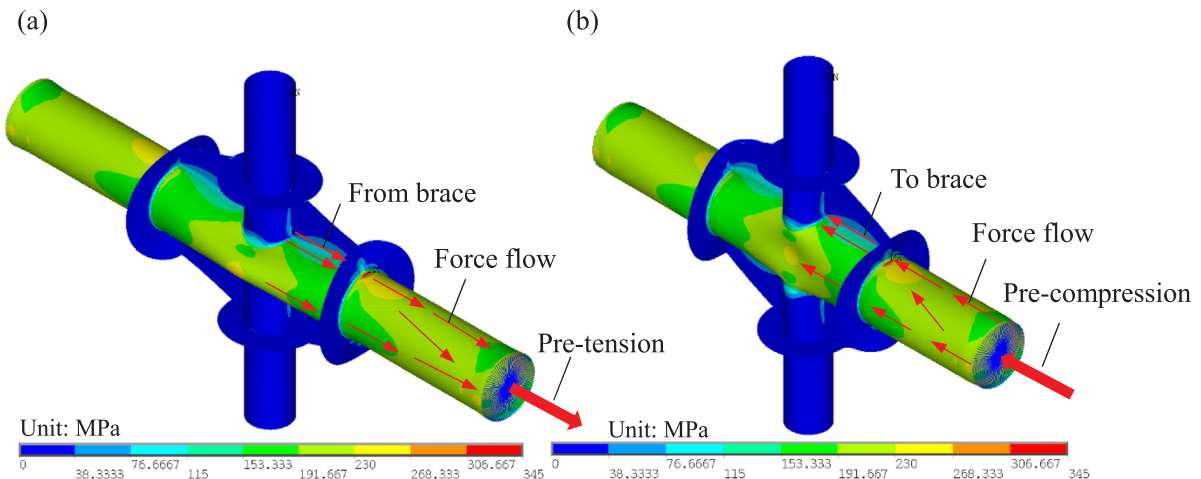 (a)
(b)
From brace
Force flow
Pre-tension
To brace
Force flow
Pre-compression
Unit: MPa
0
38.3333
76.6667
115
153.333
191.667
230
268.333
306.667
345
Unit: MPa
0
38.3333
76.6667
115
153.333
191.667
230
268.333
306.667
345